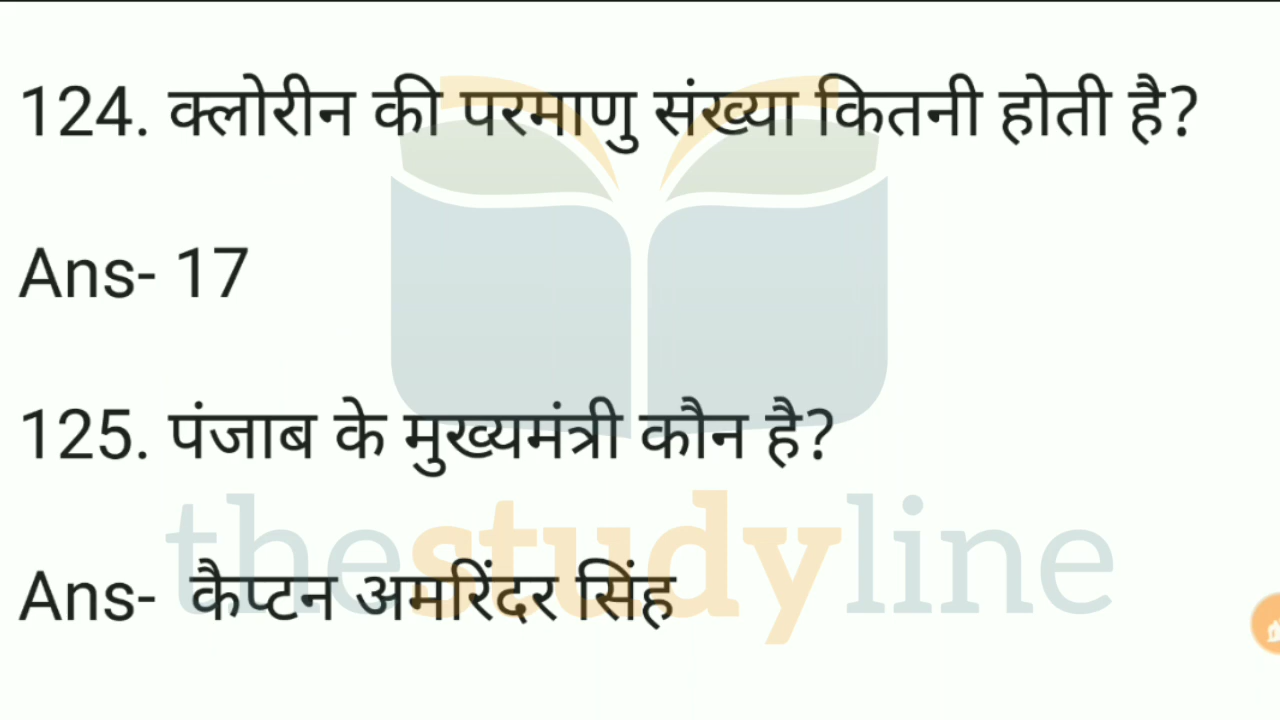 124. क्लोरीन की परमाणु संख्या कितनी होती है?
Ans- 17
125. पंजाब के मुख्यमंत्री कौन है?
thestudyline
Ans- कैप्टन अमरिंदर सिंह